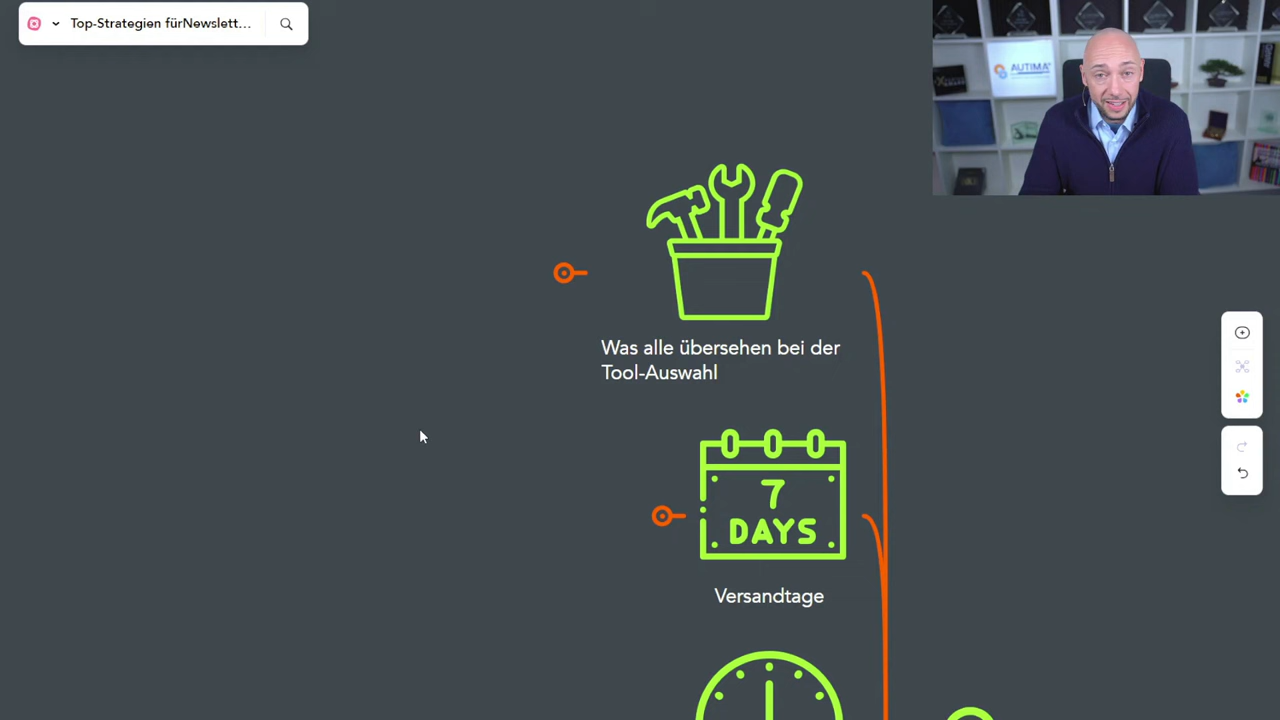 Top-Strategien fürNewslett...
AUTIMA
Was alle übersehen bei der
Tool-Auswahl
7
DAYS
Versandtage